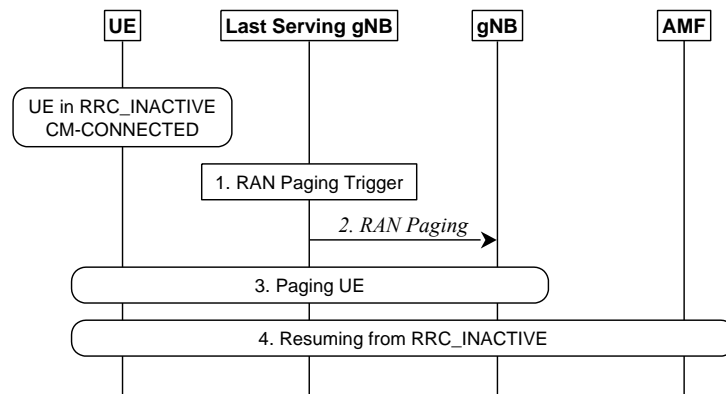 UE
Last Serving gNB
gNB
AMF
UE in RRC_INACTIVE
CM-CONNECTED
1. RAN Paging Trigger
2. RAN Paging
3. Paging UE
4. Resuming from RRC_INACTIVE